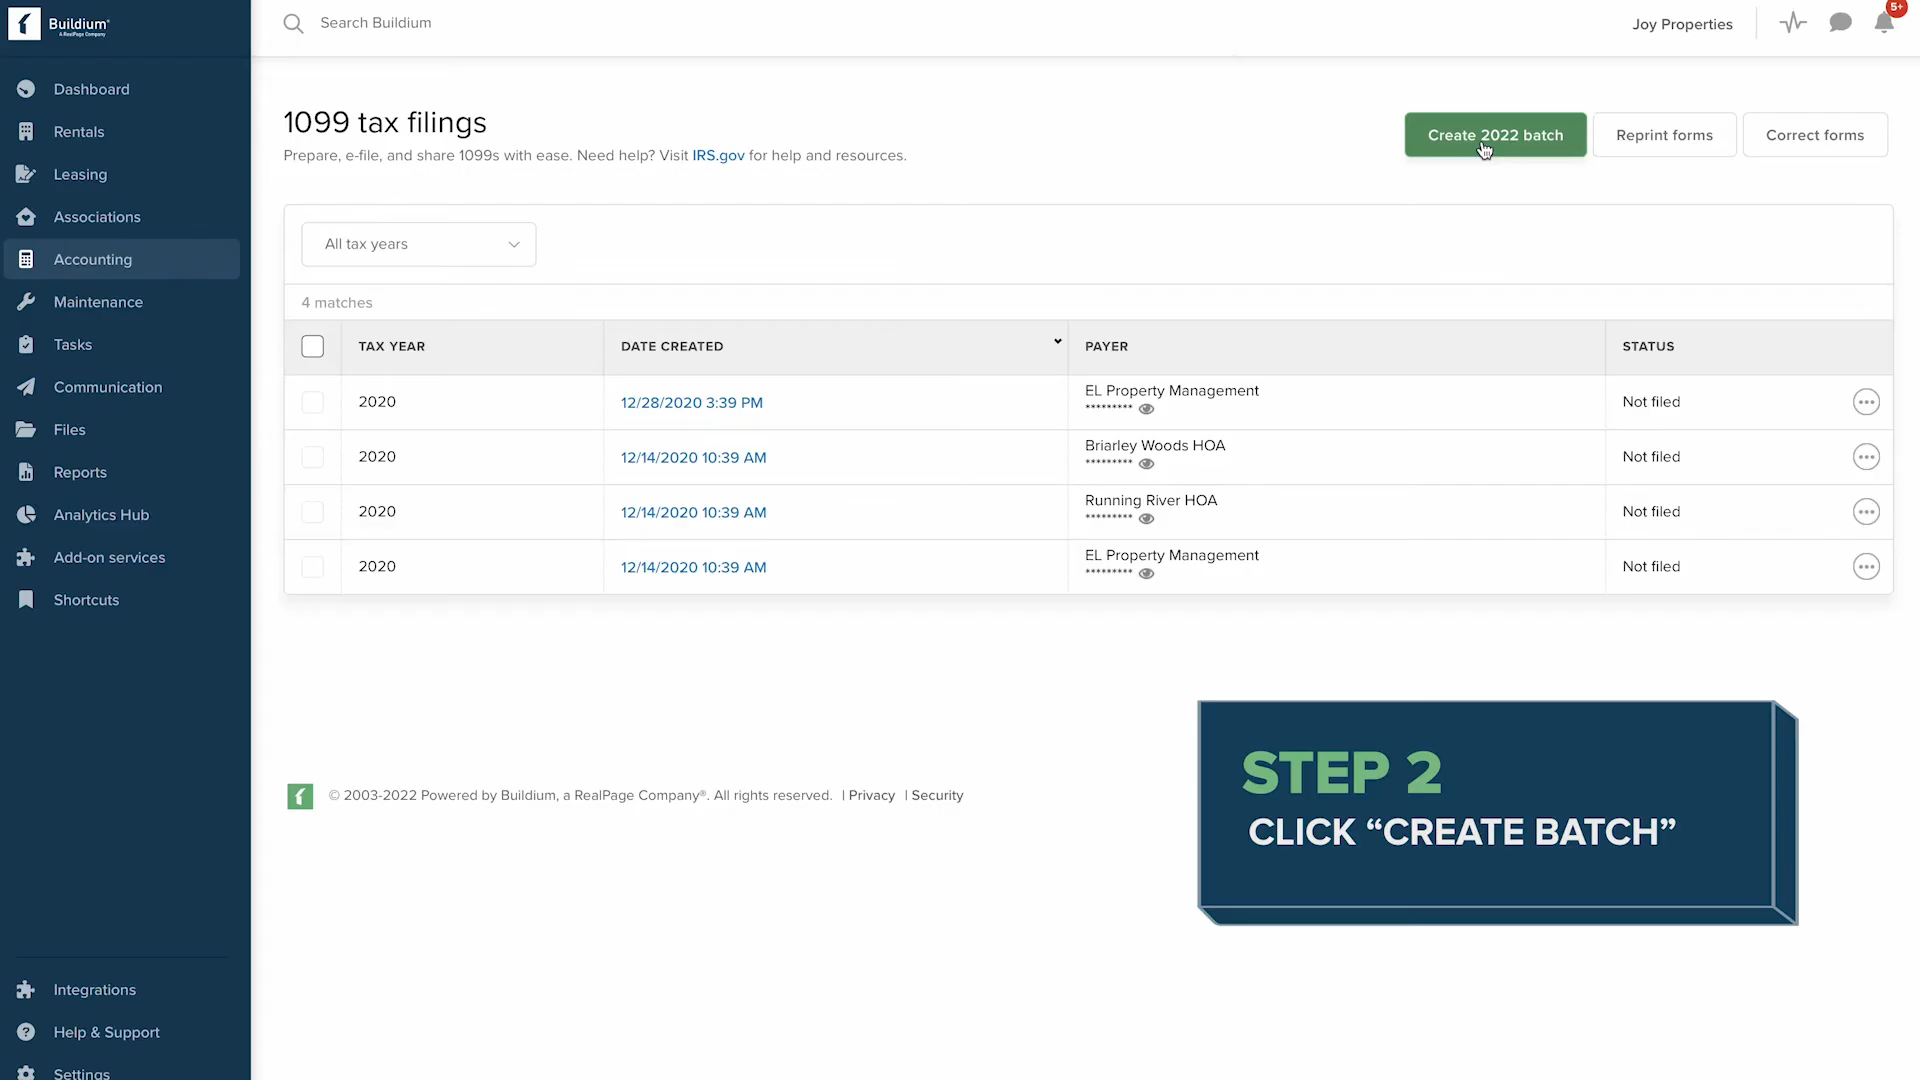 Buildium®
A RealPage Company
Search Buildium
Joy Properties
5+
Dashboard
Rentals
Leasing
Associations
Accounting
Maintenance
Tasks
Communication
Files
Reports
Analytics Hub
Add-on services
Shortcuts
Integrations
Help & Support
Settings
1099 tax filings
Prepare, e-file, and share 1099s with ease. Need help? Visit IRS.gov for help and resources.
Create 2022 batch
Reprint forms
Correct forms
All tax years
4 matches
TAX YEAR DATE CREATED PAYER STATUS
2020 12/28/2020 3:39 PM EL Property Management Not filed
*********
2020 12/14/2020 10:39 AM Briarley Woods HOA Not filed
*********
2020 12/14/2020 10:39 AM Running River HOA Not filed
*********
2020 12/14/2020 10:39 AM EL Property Management Not filed
*********
STEP 2
CLICK “CREATE BATCH”
© 2003-2022 Powered by Buildium, a RealPage Company®. All rights reserved. | Privacy | Security